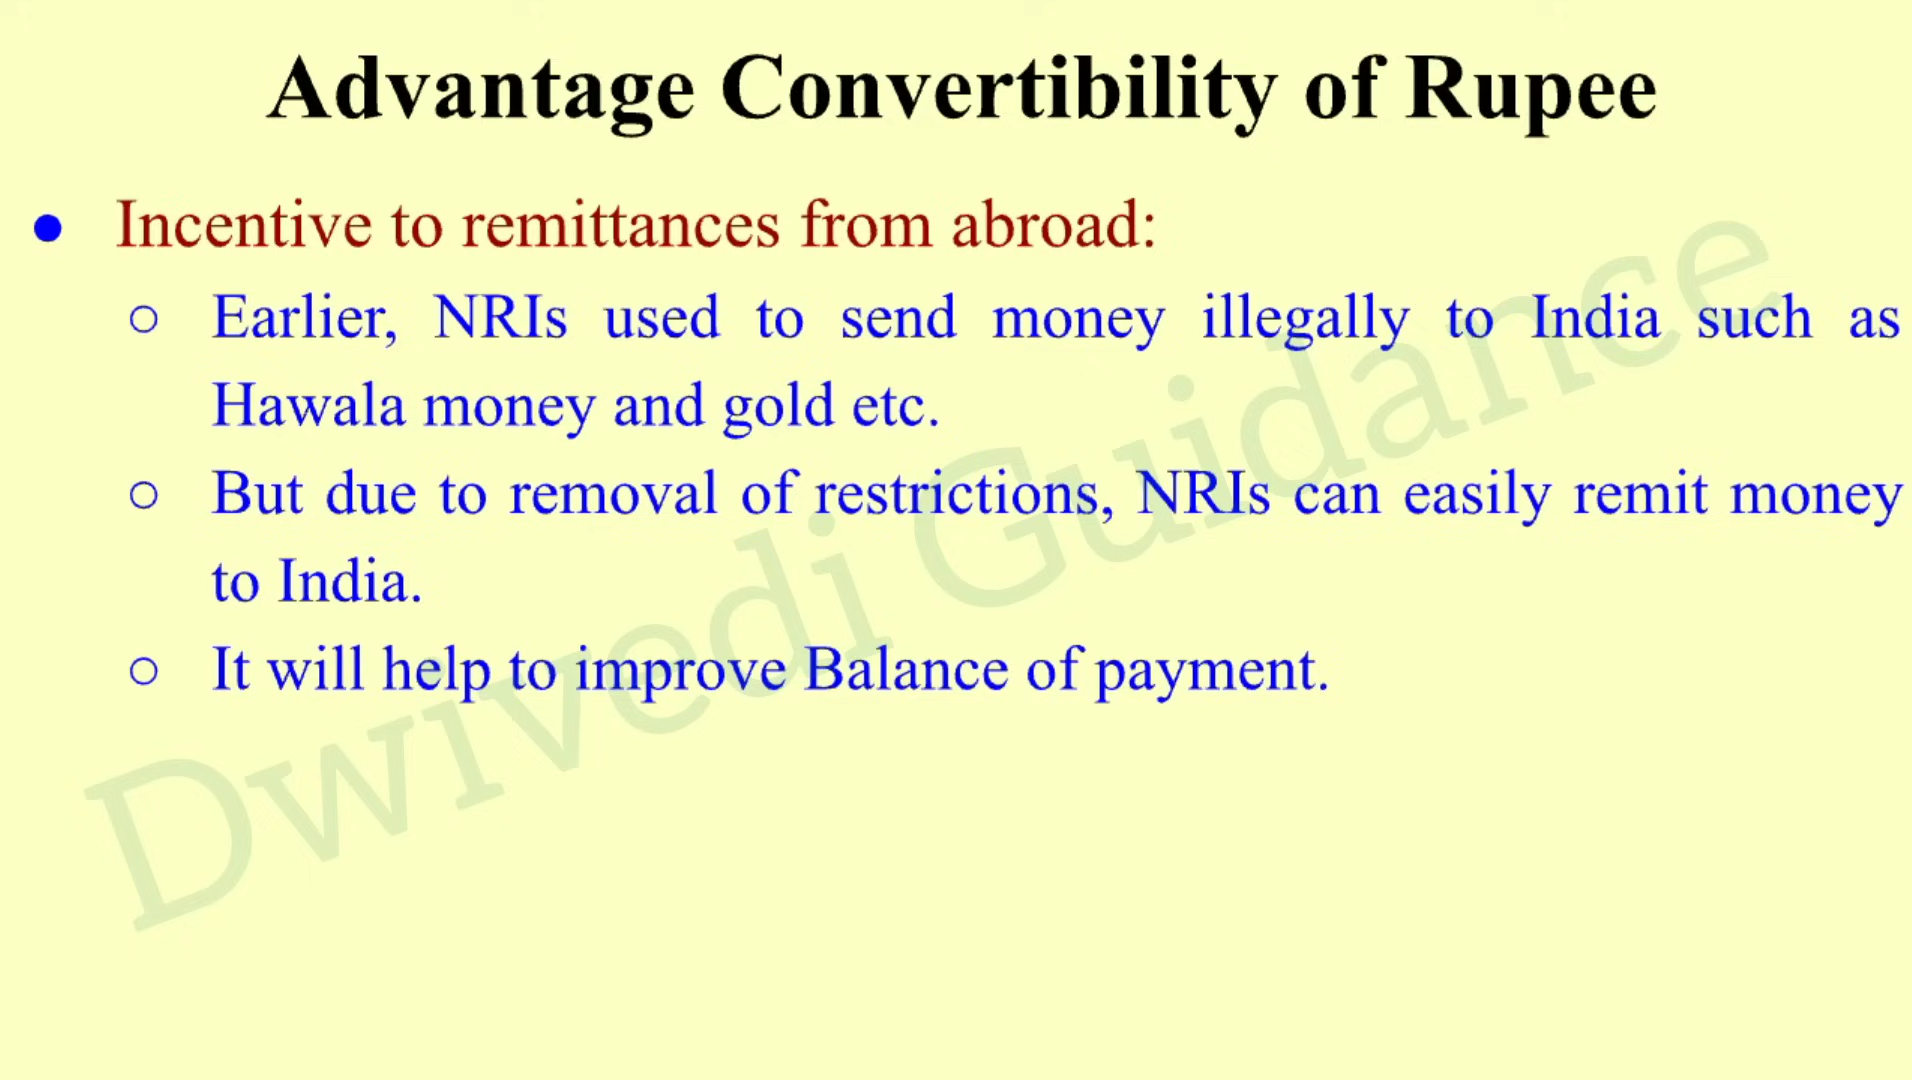 Advantage Convertibility of Rupee
● Incentive to remittances from abroad:
○ Earlier, NRIs used to send money illegally to India such as
Hawala money and gold etc.
○ But due to removal of restrictions, NRIs can easily remit money
to India.
○ It will help to improve Balance of payment.
Dwivedi Guidance